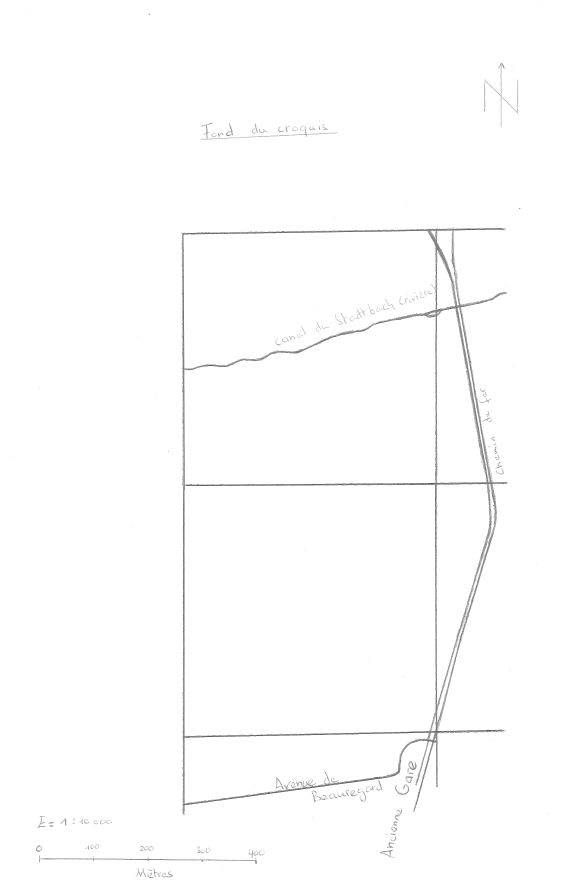 N
Fond du croquis
canal du Stadtbach (rivière)
Chemin de fer
Avenue de
Beauregard
Ancienne Gare
E = 1 : 10 000
0 100 200 300 400
Mètres